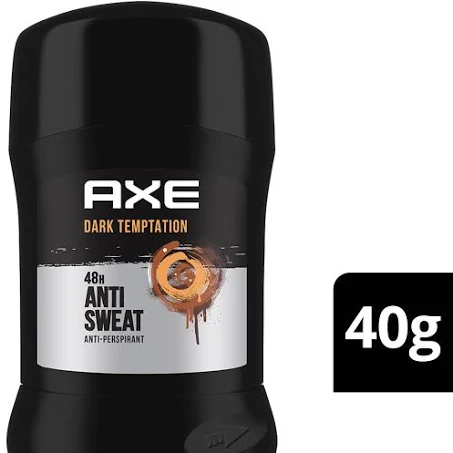 AXE
DARK TEMPTATION
48H
ANTI
SWEAT
ANTI-PERSPIRANT
40g